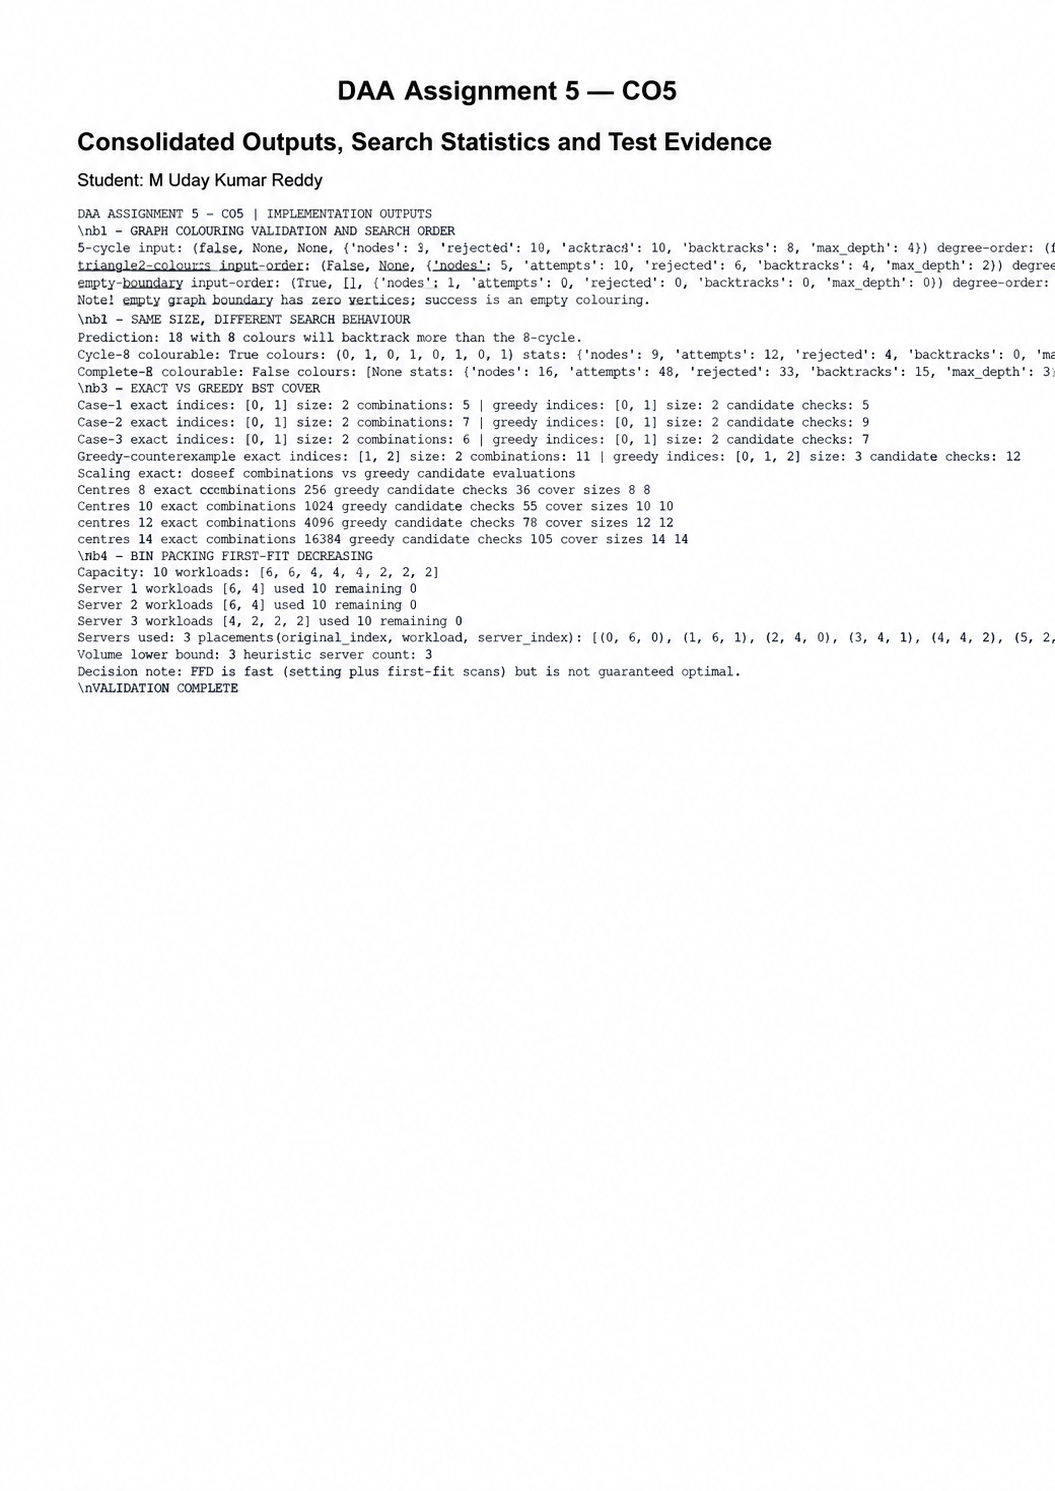 DAA Assignment 5 — CO5
Consolidated Outputs, Search Statistics and Test Evidence
Student: M Uday Kumar Reddy
DAA ASSIGNMENT 5 – CO5 | IMPLEMENTATION OUTPUTS
\nb1 – GRAPH COLOURING VALIDATION AND SEARCH ORDER
5-cycle input: (false, None, None, {'nodes': 9, 'rejected': 10, 'acktracs': 10, 'backtracks': 8, 'max_depth': 4}) degree-order: (f
triangle2-colours input-order: (False, None, {'nodes': 5, 'attempts': 10, 'rejected': 6, 'backtracks': 4, 'max_depth': 2}) degree
empty-boundary input-order: (True, [], {'nodes': 1, 'attempts': 0, 'rejected': 0, 'backtracks': 0, 'max_depth': 0}) degree-order:
Note! empty graph boundary has zero vertices; success is an empty colouring.
\nb1 – SAME SIZE, DIFFERENT SEARCH BEHAVIOUR
Prediction: 18 with 8 colours will backtrack more than the 8-cycle.
Cycle-8 colourable: True colours: (0, 1, 0, 1, 0, 1, 0, 1) stats: {'nodes': 9, 'attempts': 12, 'rejected': 4, 'backtracks': 0, 'ma
Complete-8 colourable: False colours: [None stats: {'nodes': 16, 'attempts': 48, 'rejected': 33, 'backtracks': 15, 'max_depth': 3}
\nb3 – EXACT VS GREEDY BST COVER
Case-1 exact indices: [0, 1] size: 2 combinations: 5 | greedy indices: [0, 1] size: 2 candidate checks: 5
Case-2 exact indices: [0, 1] size: 2 combinations: 7 | greedy indices: [0, 1] size: 2 candidate checks: 9
Case-3 exact indices: [0, 1] size: 2 combinations: 6 | greedy indices: [0, 1] size: 2 candidate checks: 7
Greedy-counterexample exact indices: [1, 2] size: 2 combinations: 11 | greedy indices: [0, 1, 2] size: 3 candidate checks: 12
Scaling exact: doseef combinations vs greedy candidate evaluations
Centres 8 exact cccmbinations 256 greedy candidate checks 36 cover sizes 8 8
Centres 10 exact combinations 1024 greedy candidate checks 55 cover sizes 10 10
centres 12 exact combinations 4096 greedy candidate checks 78 cover sizes 12 12
centres 14 exact combinations 16384 greedy candidate checks 105 cover sizes 14 14
\nb4 – BIN PACKING FIRST-FIT DECREASING
Capacity: 10 workloads: [6, 6, 4, 4, 4, 2, 2, 2]
Server 1 workloads [6, 4] used 10 remaining 0
Server 2 workloads [6, 4] used 10 remaining 0
Server 3 workloads [4, 2, 2, 2] used 10 remaining 0
Servers used: 3 placements(original_index, workload, server_index): [(0, 6, 0), (1, 6, 1), (2, 4, 0), (3, 4, 1), (4, 4, 2), (5, 2,
Volume lower bound: 3 heuristic server count: 3
Decision note: FFD is fast (setting plus first-fit scans) but is not guaranteed optimal.
\nVALIDATION COMPLETE